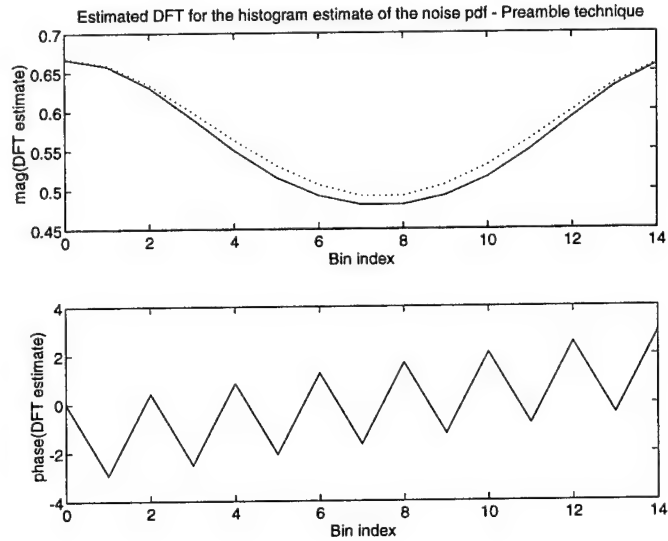 Estimated DFT for the histogram estimate of the noise pdf - Preamble technique
0.7
0.65
0.6
0.55
0.5
0.45
mag(DFT estimate)
0 2 4 6 8 10 12 14
Bin index
4
2
0
-2
-4
phase(DFT estimate)
0 2 4 6 8 10 12 14
Bin index